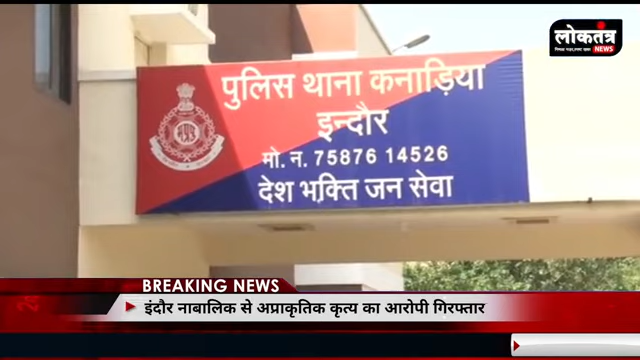 लोकतंत्र
NEWS
पुलिस थाना कनाड़िया
इन्दौर
मो. न. 75876 14526
देश भक्ति जन सेवा
BREAKING NEWS
इंदौर नाबालिक से अप्राकृतिक कृत्य का आरोपी गिरफ्तार